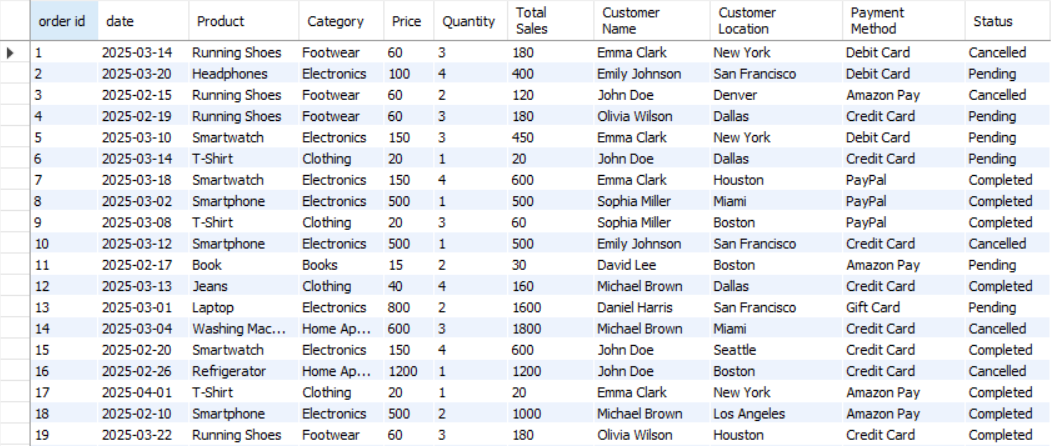 order id date Product Category Price Quantity Total Sales Customer Name Customer Location Payment Method Status
1 2025-03-14 Running Shoes Footwear 60 3 180 Emma Clark New York Debit Card Cancelled
2 2025-03-20 Headphones Electronics 100 4 400 Emily Johnson San Francisco Debit Card Pending
3 2025-02-15 Running Shoes Footwear 60 2 120 John Doe Denver Amazon Pay Cancelled
4 2025-02-19 Running Shoes Footwear 60 3 180 Olivia Wilson Dallas Credit Card Pending
5 2025-03-10 Smartwatch Electronics 150 3 450 Emma Clark New York Debit Card Pending
6 2025-03-14 T-Shirt Clothing 20 1 20 John Doe Dallas Credit Card Pending
7 2025-03-18 Smartwatch Electronics 150 4 600 Emma Clark Houston PayPal Completed
8 2025-03-02 Smartphone Electronics 500 1 500 Sophia Miller Miami PayPal Completed
9 2025-03-08 T-Shirt Clothing 20 3 60 Sophia Miller Boston PayPal Completed
10 2025-03-12 Smartphone Electronics 500 1 500 Emily Johnson San Francisco Credit Card Cancelled
11 2025-02-17 Book Books 15 2 30 David Lee Boston Amazon Pay Pending
12 2025-03-13 Jeans Clothing 40 4 160 Michael Brown Dallas Credit Card Completed
13 2025-03-01 Laptop Electronics 800 2 1600 Daniel Harris San Francisco Gift Card Pending
14 2025-03-04 Washing Mac... Home Ap... 600 3 1800 Michael Brown Miami Credit Card Cancelled
15 2025-02-20 Smartwatch Electronics 150 4 600 John Doe Seattle Credit Card Completed
16 2025-02-26 Refrigerator Home Ap... 1200 1 1200 John Doe Boston Credit Card Cancelled
17 2025-04-01 T-Shirt Clothing 20 1 20 Emma Clark New York Amazon Pay Completed
18 2025-02-10 Smartphone Electronics 500 2 1000 Michael Brown Los Angeles Amazon Pay Completed
19 2025-03-22 Running Shoes Footwear 60 3 180 Olivia Wilson Houston Credit Card Completed